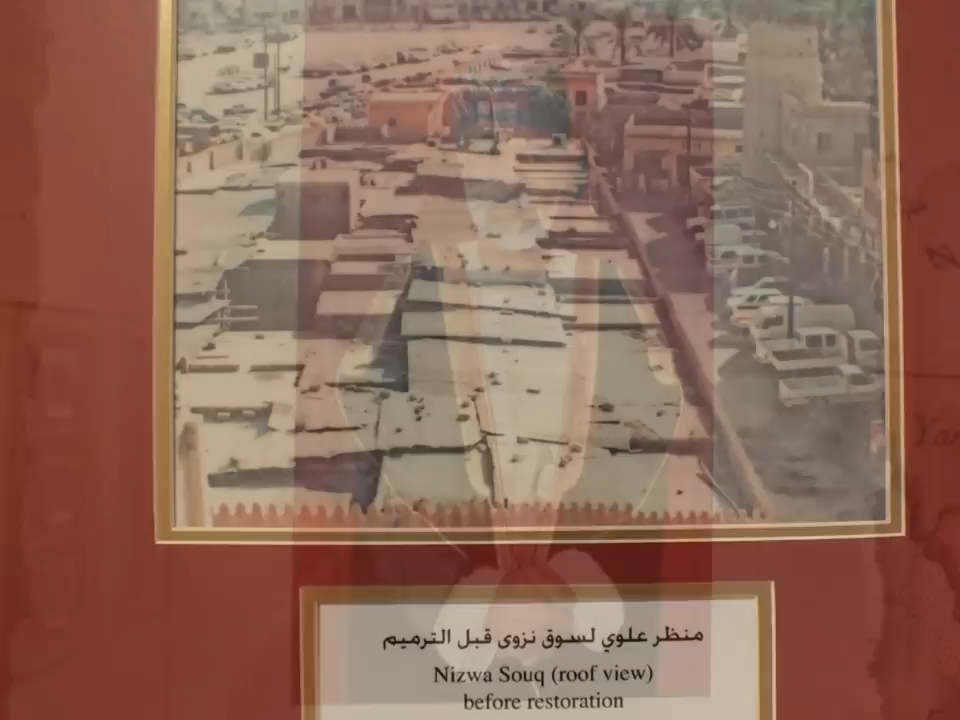 منظر علوي لسوق نزوى قبل الترميم
Nizwa Souq (roof view)
before restoration